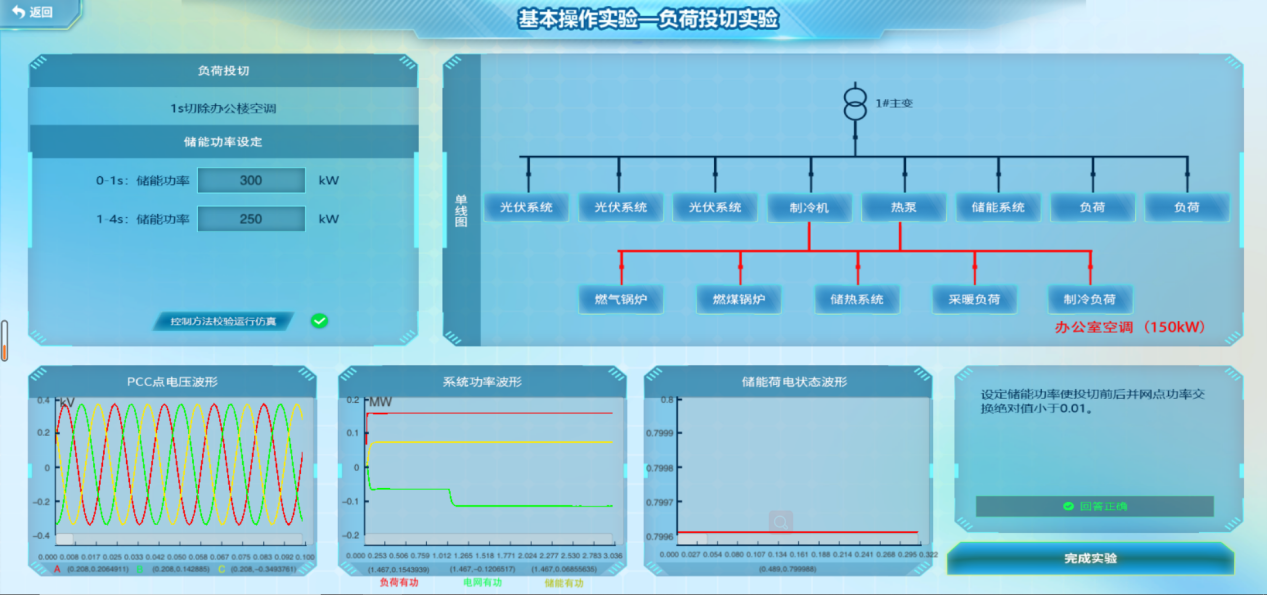 返回
基本操作实验—负荷投切实验
负荷投切
1s切除办公楼空调
储能功率设定
0-1s: 储能功率 300 kW
1-4s: 储能功率 250 kW
控制方法校验运行仿真
单线图
1#主变
光伏系统 光伏系统 光伏系统 制冷机 热泵 储能系统 负荷 负荷
燃气锅炉 燃煤锅炉 储热系统 采暖负荷 制冷负荷
办公室空调（150kW）
PCC点电压波形
kV
0.4
0.2
0
-0.2
-0.4
0.000 0.008 0.017 0.025 0.033 0.042 0.050 0.058 0.067 0.075 0.083 0.092 0.100
A (0.208,0.2064911) (0.208,0.142885) C (0.208,-0.3493761)
系统功率波形
MW
0.2
0.1
0
-0.1
-0.2
0.000 0.253 0.506 0.759 1.012 1.265 1.518 1.771 2.024 2.277 2.530 2.783 3.036
(1.467,0.1543939) (1.467,-0.1206517) (1.467,0.06855635)
负荷有功 电网有功 储能有功
储能荷电状态波形
0.8
0.7999
0.7998
0.7997
0.7996
0.000 0.027 0.054 0.080 0.107 0.134 0.161 0.188 0.214 0.241 0.268 0.295 0.322
(0.489,0.799988)
设定储能功率使投切前后并网点功率交
换绝对值小于0.01。
回答正确
完成实验